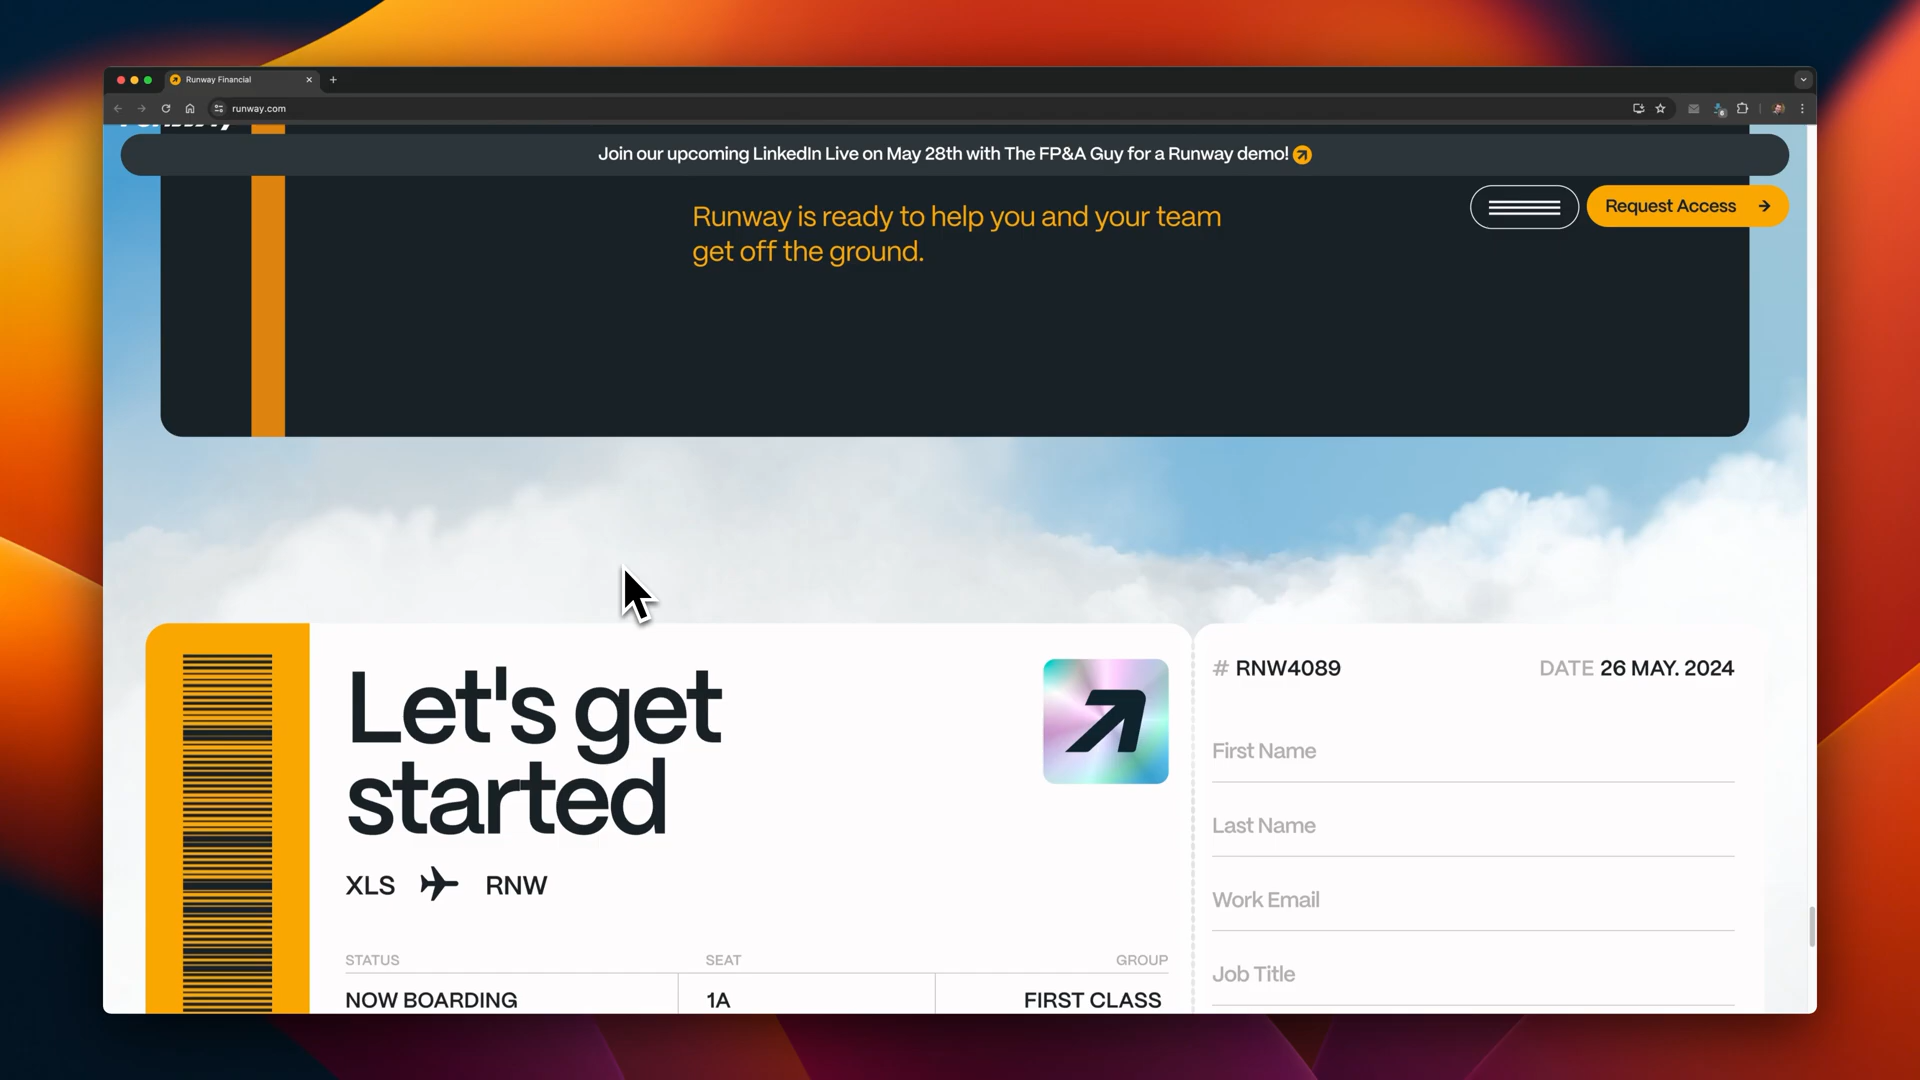 Runway Financial
runway.com
Join our upcoming LinkedIn Live on May 28th with The FP&A Guy for a Runway demo!
Request Access
Runway is ready to help you and your team
get off the ground.
Let's get
started
XLS
RNW
STATUS
SEAT
GROUP
NOW BOARDING
1A
FIRST CLASS
# RNW4089
DATE 26 MAY. 2024
First Name
Last Name
Work Email
Job Title